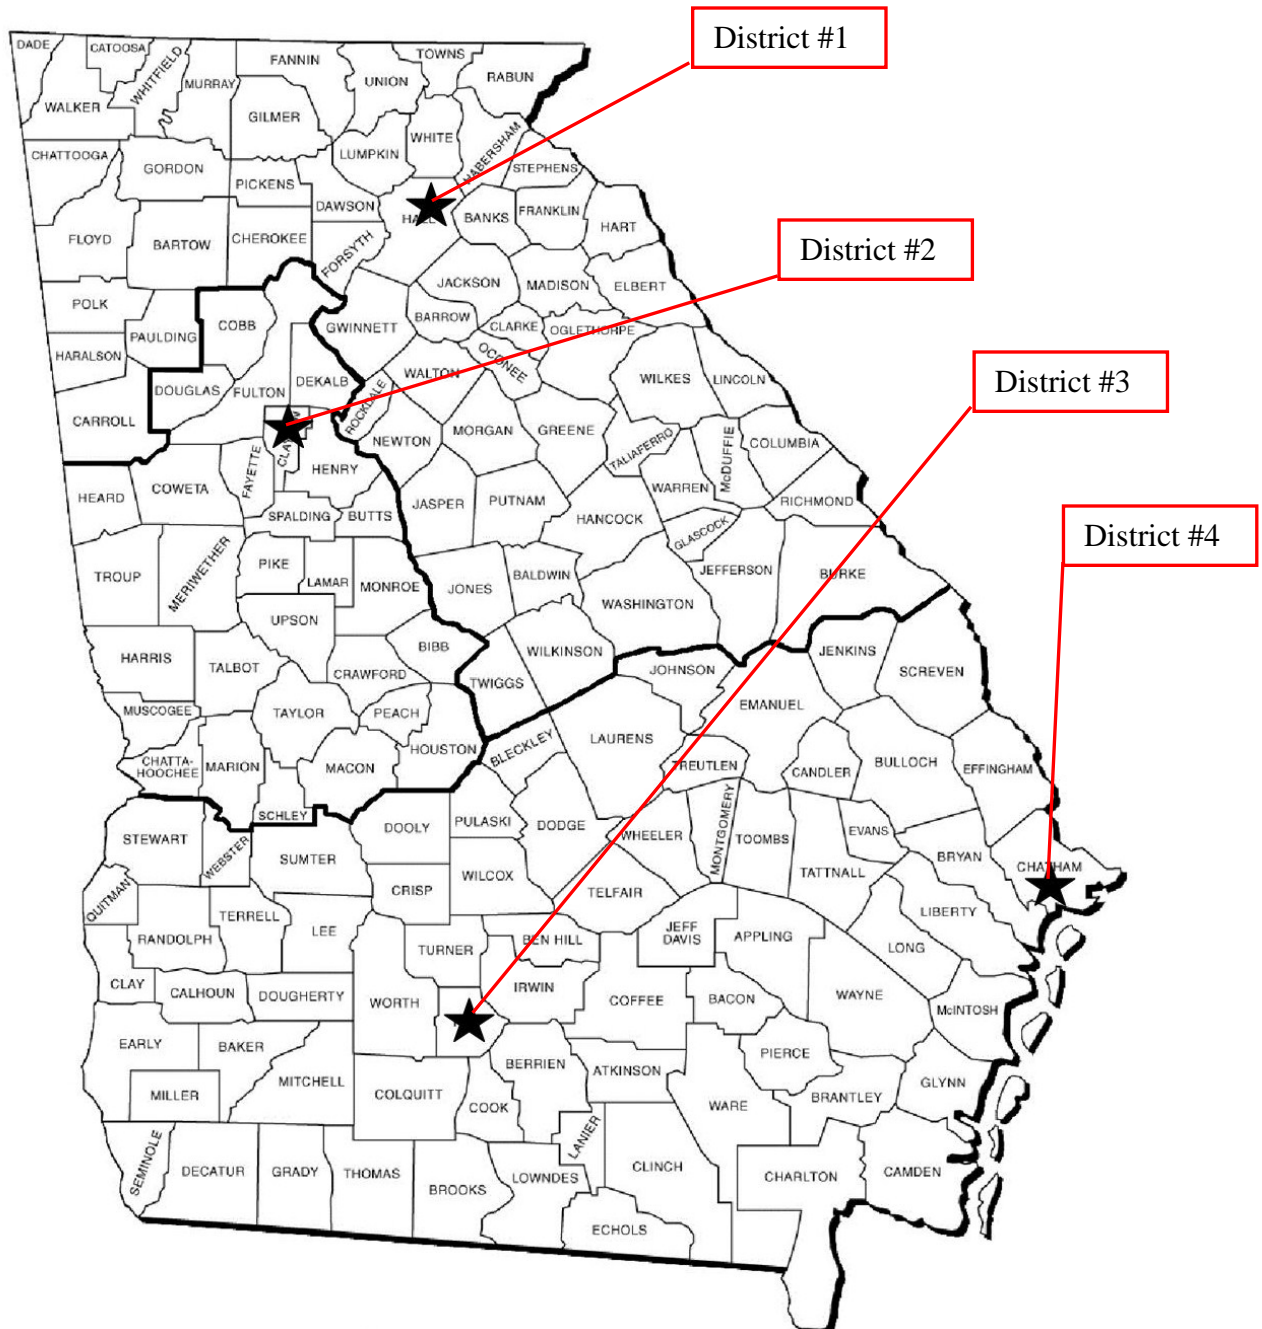 District #1
DADE
CATOOSA
WHITFIELD
MURRAY
FANNIN
UNION
TOWNS
RABUN
WALKER
GILMER
LUMPKIN
WHITE
HABERSHAM
STEPHENS
CHATTOOGA
GORDON
PICKENS
DAWSON
BANKS
FRANKLIN
HART
FLOYD
BARTOW
CHEROKEE
FORSYTH
District #2
JACKSON
MADISON
ELBERT
POLK
PAULDING
COBB
GWINNETT
BARROW
CLARKE
OGLETHORPE
HARALSON
OCONEE
WALTON
DOUGLAS
FULTON
DEKALB
ROCKDALE
WILKES
LINCOLN
District #3
CARROLL
NEWTON
MORGAN
GREENE
TALIAFERRO
McDUFFIE
COLUMBIA
HEARD
COWETA
FAYETTE
HENRY
JASPER
PUTNAM
WARREN
RICHMOND
SPALDING
BUTTS
HANCOCK
GLASCOCK
District #4
TROUP
MERIWETHER
PIKE
LAMAR
MONROE
JONES
BALDWIN
JEFFERSON
BURKE
WASHINGTON
UPSON
HARRIS
TALBOT
CRAWFORD
BIBB
TWIGGS
WILKINSON
JOHNSON
JENKINS
SCREVEN
MUSCOGEE
TAYLOR
PEACH
EMANUEL
CHATTA-
HOOCHEE
MARION
MACON
HOUSTON
BLECKLEY
LAURENS
TREUTLEN
CANDLER
BULLOCH
EFFINGHAM
SCHLEY
STEWART
WEBSTER
SUMTER
DOOLY
PULASKI
DODGE
WHEELER
MONTGOMERY
TOOMBS
EVANS
TATTNALL
BRYAN
CHATHAM
QUITMAN
CRISP
WILCOX
TELFAIR
RANDOLPH
TERRELL
LEE
TURNER
BEN HILL
JEFF
DAVIS
APPLING
LONG
LIBERTY
CLAY
CALHOUN
DOUGHERTY
WORTH
IRWIN
COFFEE
BACON
WAYNE
McINTOSH
EARLY
BAKER
MITCHELL
BERRIEN
ATKINSON
PIERCE
MILLER
COLQUITT
COOK
WARE
BRANTLEY
GLYNN
SEMINOLE
DECATUR
GRADY
THOMAS
BROOKS
LOWNDES
LANIER
CLINCH
CHARLTON
CAMDEN
ECHOLS